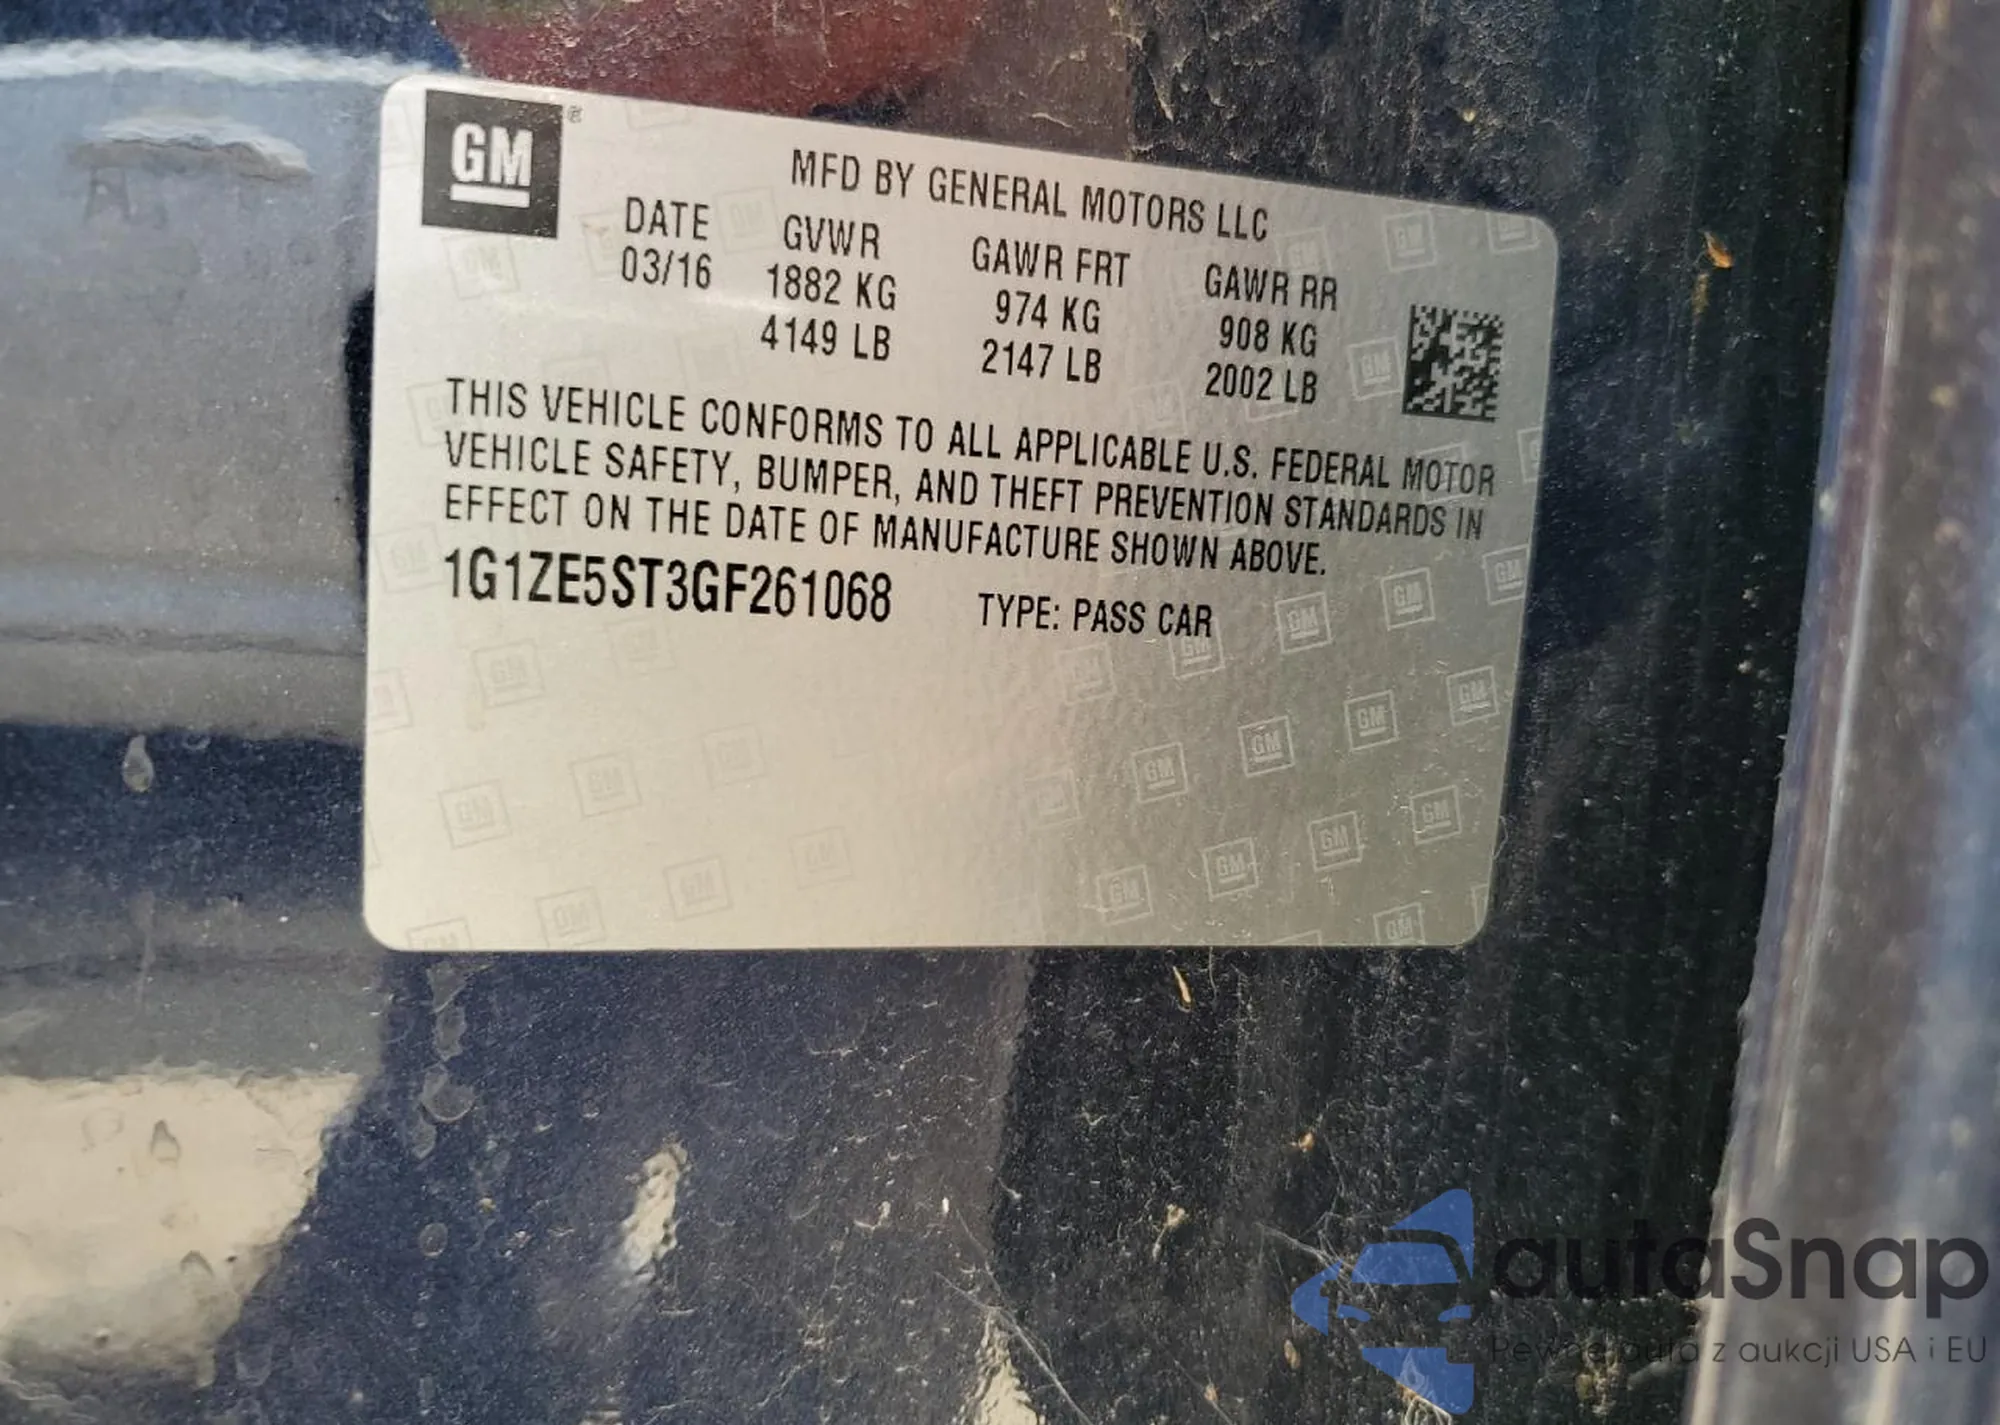 GM®
MFD BY GENERAL MOTORS LLC
DATE GVWR GAWR FRT GAWR RR
03/16 1882 KG 974 KG 908 KG
4149 LB 2147 LB 2002 LB
THIS VEHICLE CONFORMS TO ALL APPLICABLE U.S. FEDERAL MOTOR
VEHICLE SAFETY, BUMPER, AND THEFT PREVENTION STANDARDS IN
EFFECT ON THE DATE OF MANUFACTURE SHOWN ABOVE.
1G1ZE5ST3GF261068 TYPE: PASS CAR
autaSnap
Pewne auta z aukcji USA i EU